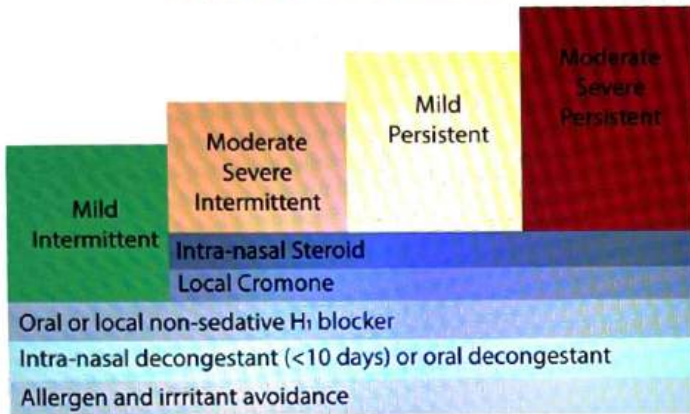 Mild
Intermittent
Moderate
Severe
Intermittent
Mild
Persistent
Moderate
Severe
Persistent
Intra-nasal Steroid
Local Cromone
Oral or local non-sedative H₁ blocker
Intra-nasal decongestant (<10 days) or oral decongestant
Allergen and irrritant avoidance